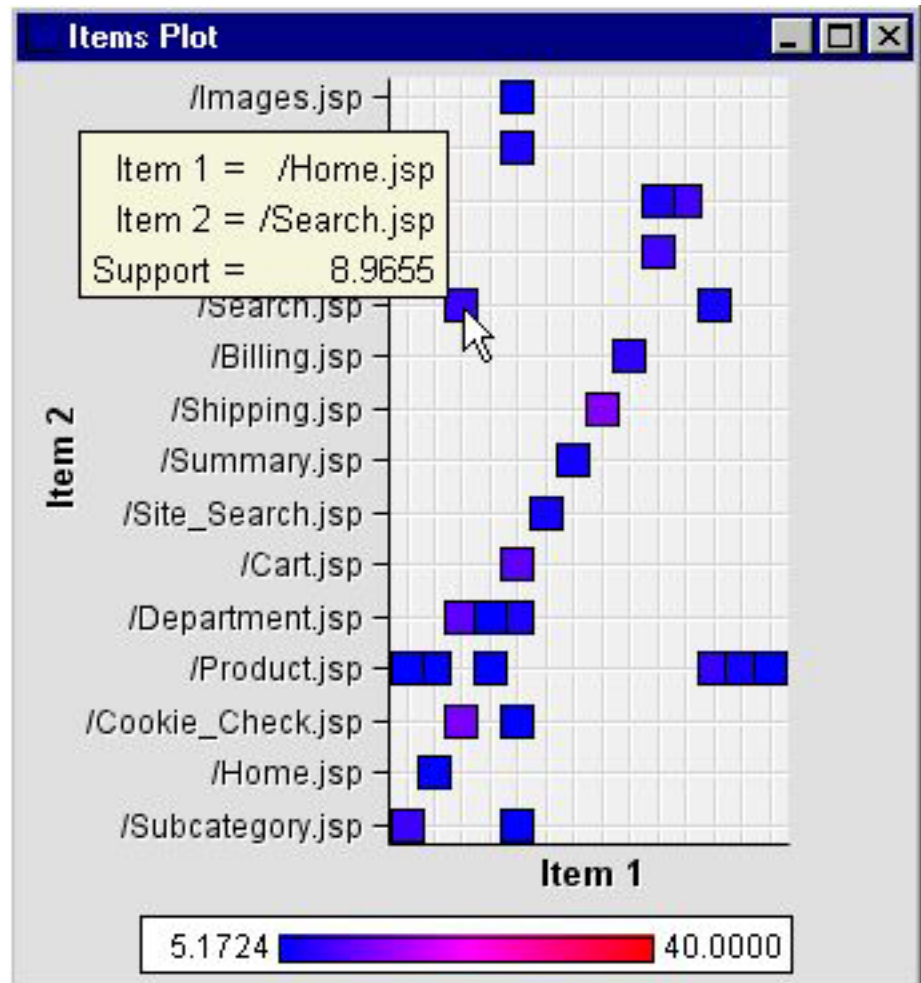 Items Plot
/Images.jsp
Item 1 = /Home.jsp
Item 2 = /Search.jsp
Support = 8.9655
/Search.jsp
/Billing.jsp
/Shipping.jsp
/Summary.jsp
/Site_Search.jsp
/Cart.jsp
/Department.jsp
/Product.jsp
/Cookie_Check.jsp
/Home.jsp
/Subcategory.jsp
Item 2
Item 1
5.1724 40.0000